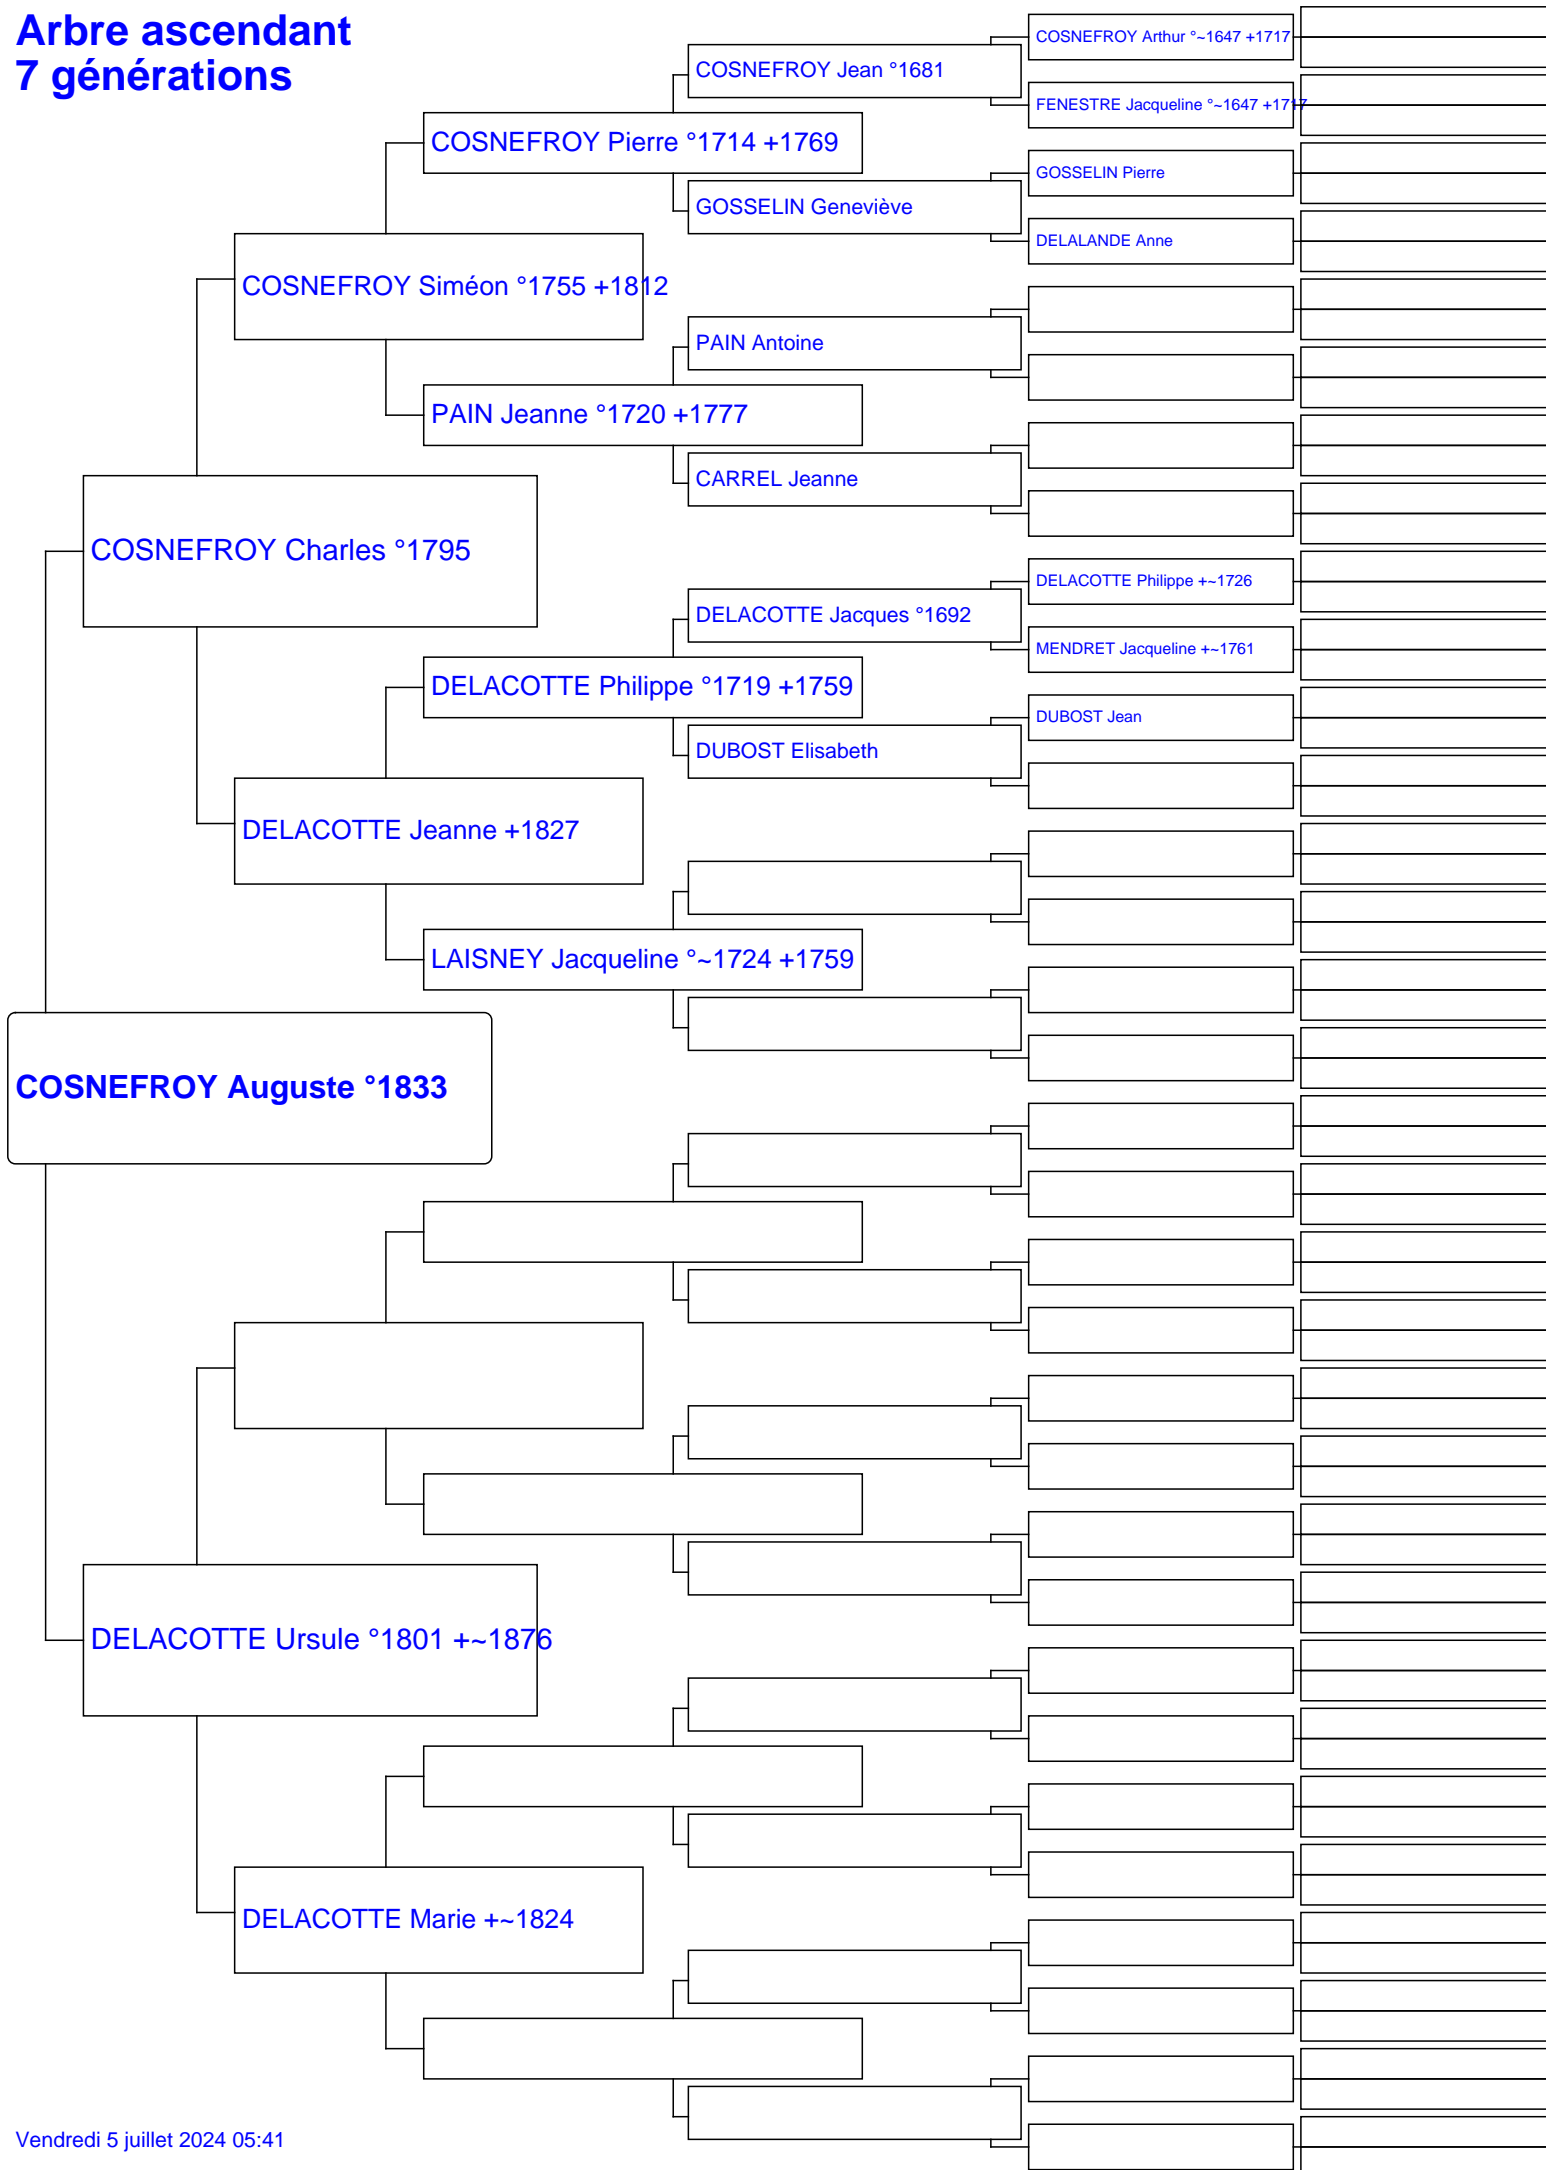 Arbre ascendant
7 générations
COSNEFROY Arthur °~1647 +1717
COSNEFROY Jean °1681
FENESTRE Jacqueline °~1647 +1717
COSNEFROY Pierre °1714 +1769
GOSSELIN Pierre
GOSSELIN Geneviève
DELALANDE Anne
COSNEFROY Siméon °1755 +1812
PAIN Antoine
PAIN Jeanne °1720 +1777
CARREL Jeanne
COSNEFROY Charles °1795
DELACOTTE Philippe +~1726
DELACOTTE Jacques °1692
MENDRET Jacqueline +~1761
DELACOTTE Philippe °1719 +1759
DUBOST Jean
DUBOST Elisabeth
DELACOTTE Jeanne +1827
LAISNEY Jacqueline °~1724 +1759
COSNEFROY Auguste °1833
DELACOTTE Ursule °1801 +~1876
DELACOTTE Marie +~1824
Vendredi 5 juillet 2024 05:41